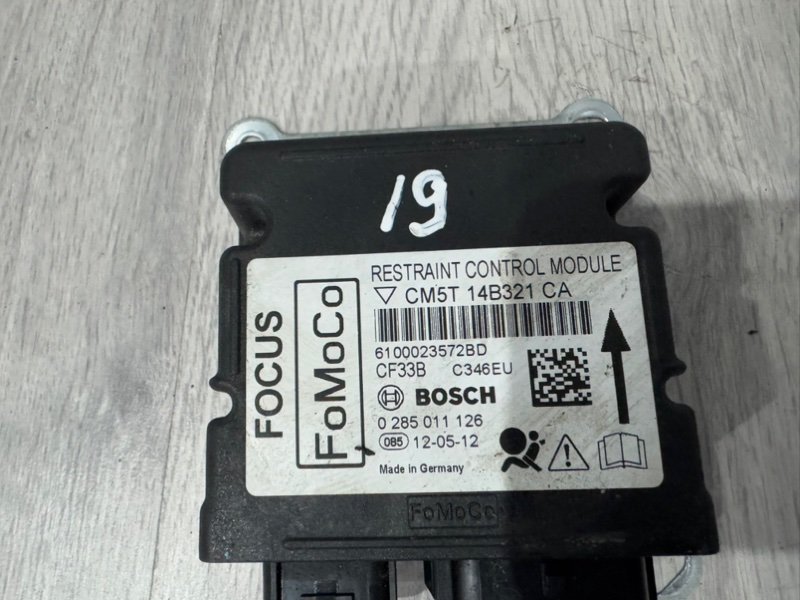 19
FOCUS
FoMoCo
RESTRAINT CONTROL MODULE
CM5T 14B321 CA
6100023572BD
CF33B C346EU
BOSCH
0 285 011 126
085 12-05-12
Made in Germany
FoMoCo